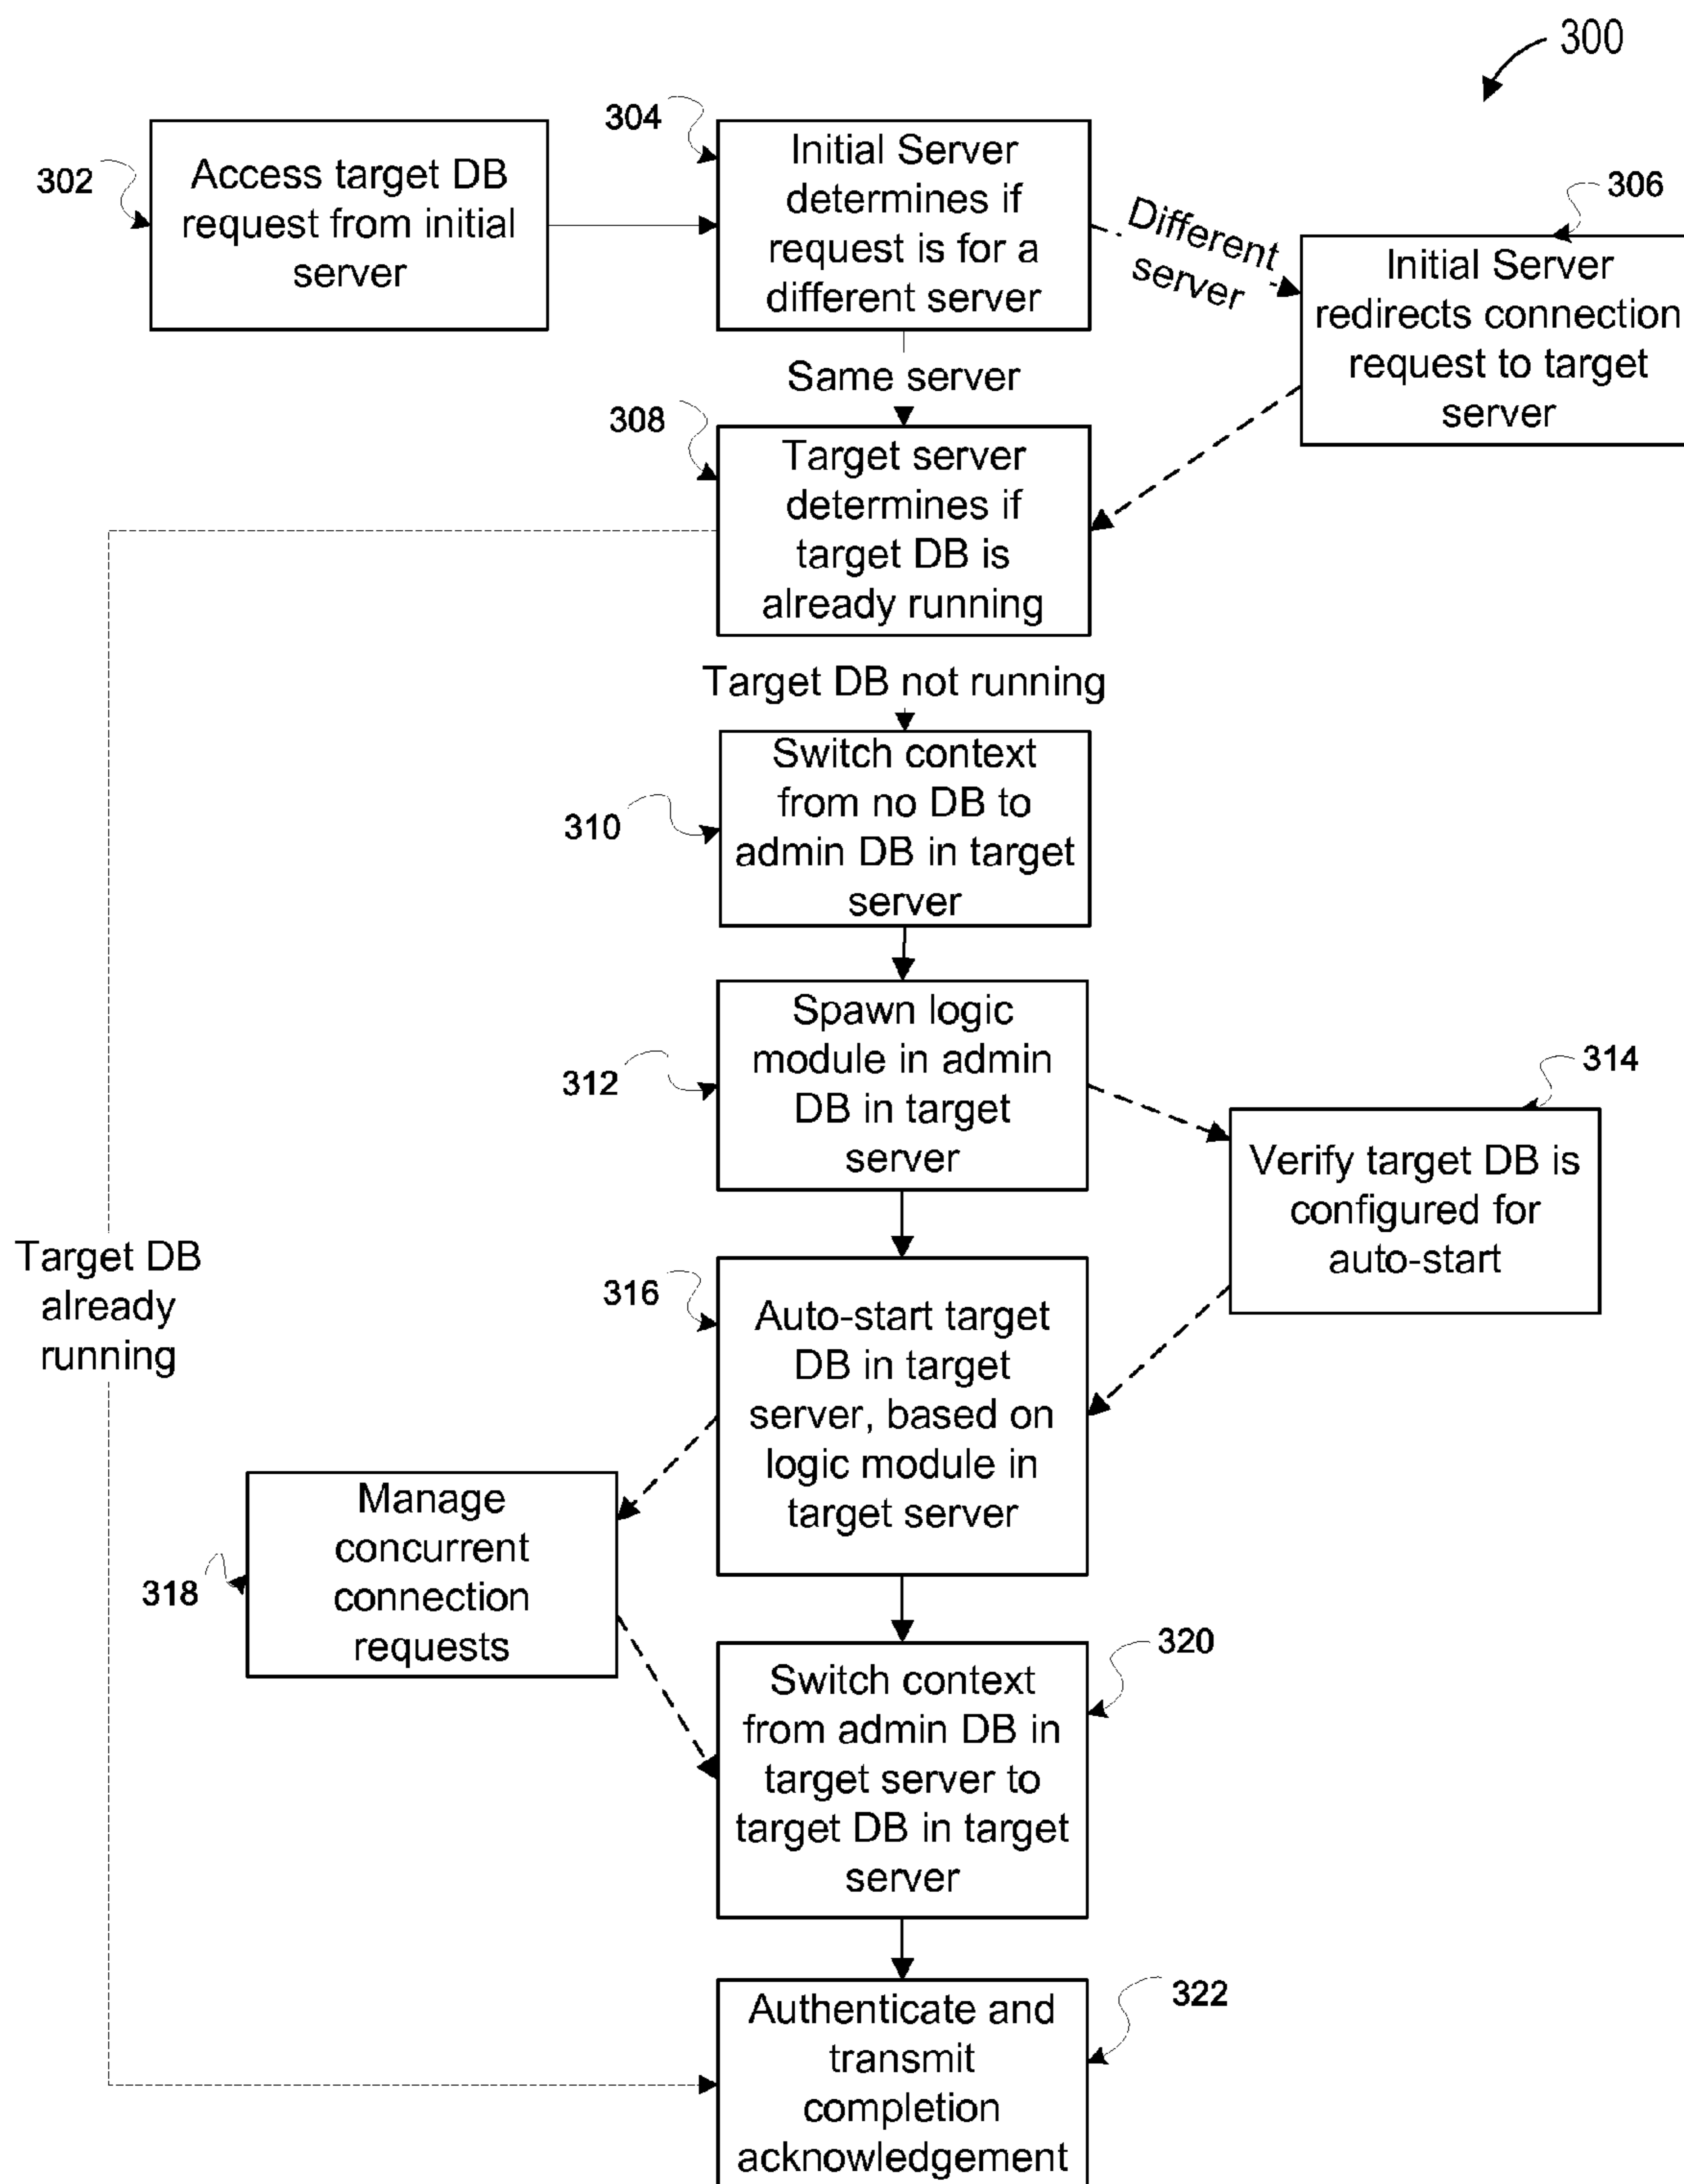 300
302
Access target DB
request from initial
server
304
Initial Server
determines if
request is for a
different server
Different
server
306
Initial Server
redirects connection
request to target
server
Same server
308
Target server
determines if
target DB is
already running
Target DB not running
310
Switch context
from no DB to
admin DB in target
server
312
Spawn logic
module in admin
DB in target
server
314
Verify target DB is
configured for
auto-start
Target DB
already
running
316
Auto-start target
DB in target
server, based on
logic module in
target server
318
Manage
concurrent
connection
requests
320
Switch context
from admin DB in
target server to
target DB in target
server
322
Authenticate and
transmit
completion
acknowledgement